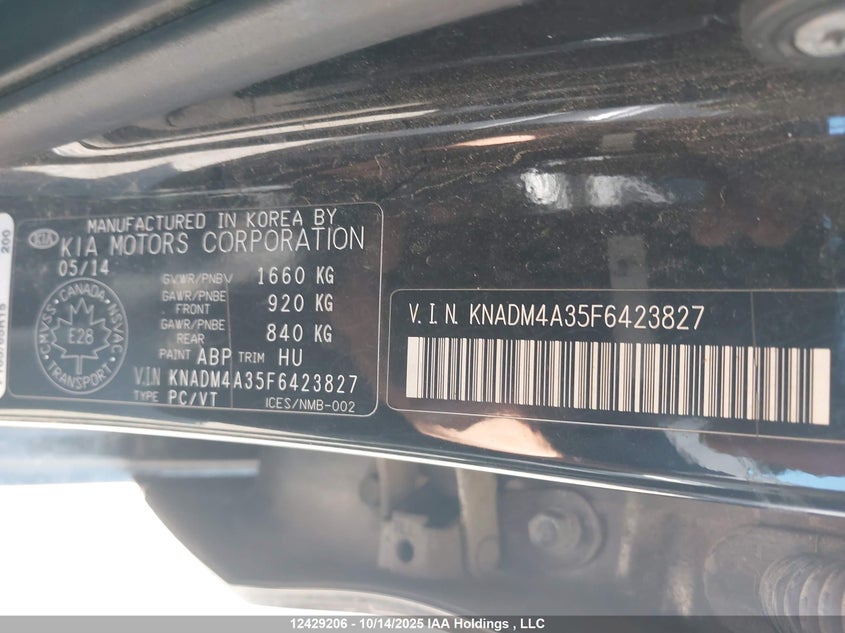 MANUFACTURED IN KOREA BY
KIA KIA MOTORS CORPORATION
05/14
GVWR/PNBV 1660 KG
GAWR/PNBE FRONT 920 KG
GAWR/PNBE REAR 840 KG
PAINT ABP TRIM HU
V.I.N KNADM4A35F6423827
TYPE PC/VT ICES/NMB-002
CMVSS · CANADA · NSVAC
E28
TRANSPORT
V.I.N. KNADM4A35F6423827
200
12429206 - 10/14/2025 IAA Holdings , LLC